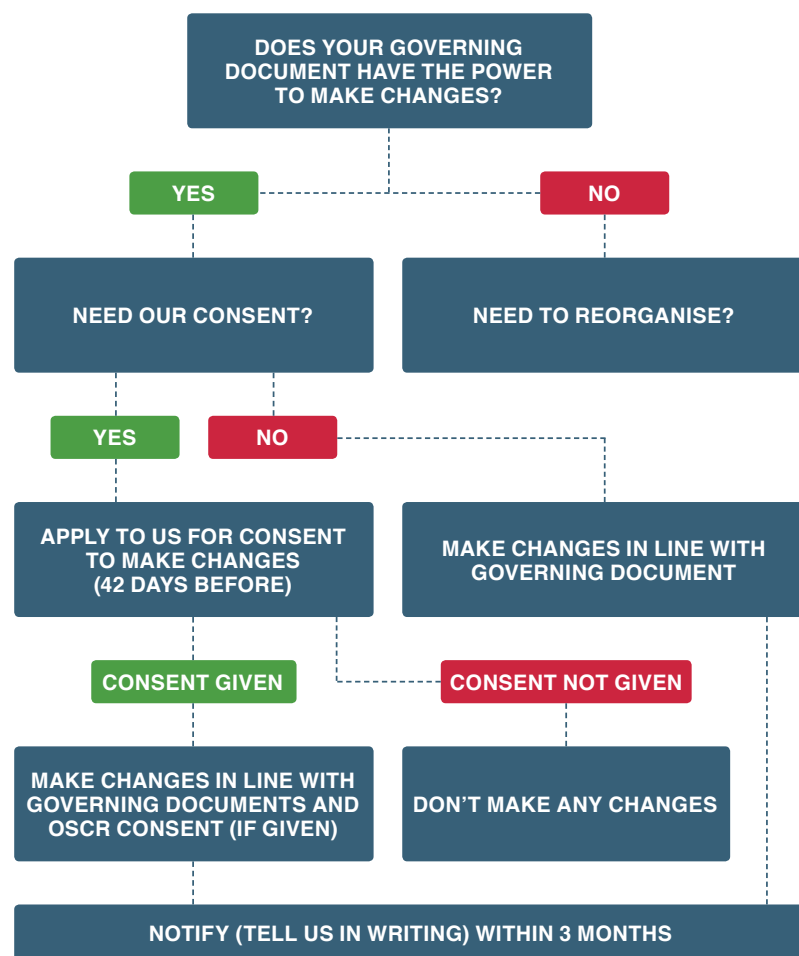 DOES YOUR GOVERNING
DOCUMENT HAVE THE POWER
TO MAKE CHANGES?
YES
NO
NEED OUR CONSENT?
NEED TO REORGANISE?
YES
NO
APPLY TO US FOR CONSENT
TO MAKE CHANGES
(42 DAYS BEFORE)
MAKE CHANGES IN LINE WITH
GOVERNING DOCUMENT
CONSENT GIVEN
CONSENT NOT GIVEN
MAKE CHANGES IN LINE WITH
GOVERNING DOCUMENTS AND
OSCR CONSENT (IF GIVEN)
DON’T MAKE ANY CHANGES
NOTIFY (TELL US IN WRITING) WITHIN 3 MONTHS